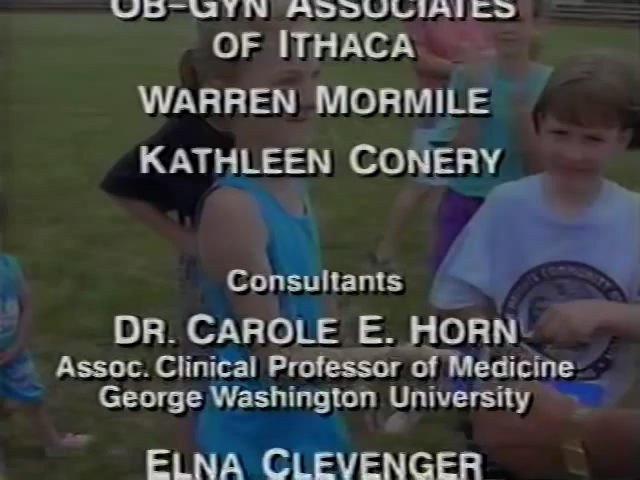 OB-GYN ASSOCIATES
OF ITHACA
WARREN MORMILE
KATHLEEN CONERY
Consultants
DR. CAROLE E. HORN
Assoc. Clinical Professor of Medicine
George Washington University
ELNA CLEVENGER
COMMUNITY